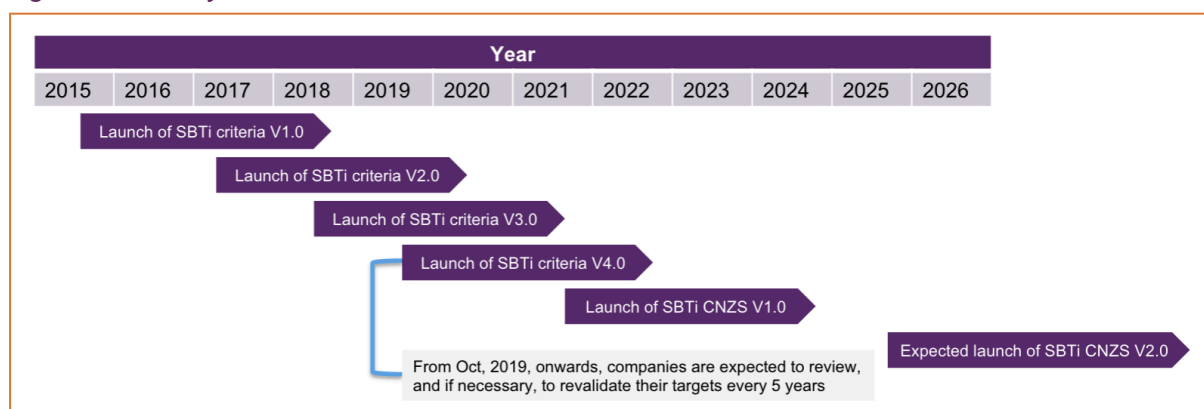 Year
2015 2016 2017 2018 2019 2020 2021 2022 2023 2024 2025 2026
Launch of SBTi criteria V1.0
Launch of SBTi criteria V2.0
Launch of SBTi criteria V3.0
Launch of SBTi criteria V4.0
Launch of SBTi CNZS V1.0
Expected launch of SBTi CNZS V2.0
From Oct, 2019, onwards, companies are expected to review,
and if necessary, to revalidate their targets every 5 years